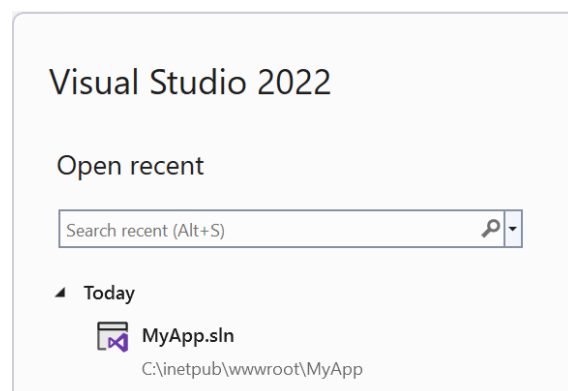 Visual Studio 2022
Open recent
Search recent (Alt+S)
Today
MyApp.sln
C:\inetpub\wwwroot\MyApp